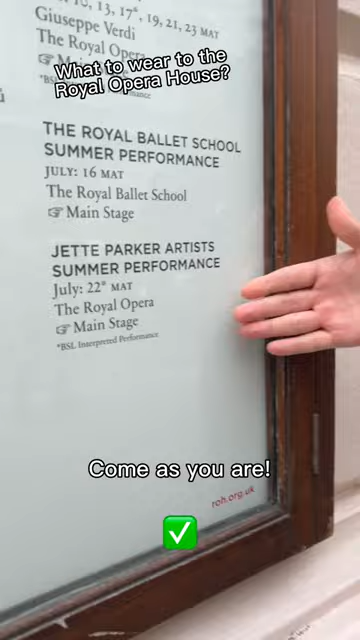 10, 13, 17*, 19, 21, 23 MAT
Giuseppe Verdi
The Royal Opera
What to wear to the
Royal Opera House?
THE ROYAL BALLET SCHOOL
SUMMER PERFORMANCE
JULY: 16 MAT
The Royal Ballet School
☞ Main Stage
JETTE PARKER ARTISTS
SUMMER PERFORMANCE
July: 22* MAT
The Royal Opera
☞ Main Stage
*BSL Interpreted Performance
Come as you are!
roh.org.uk